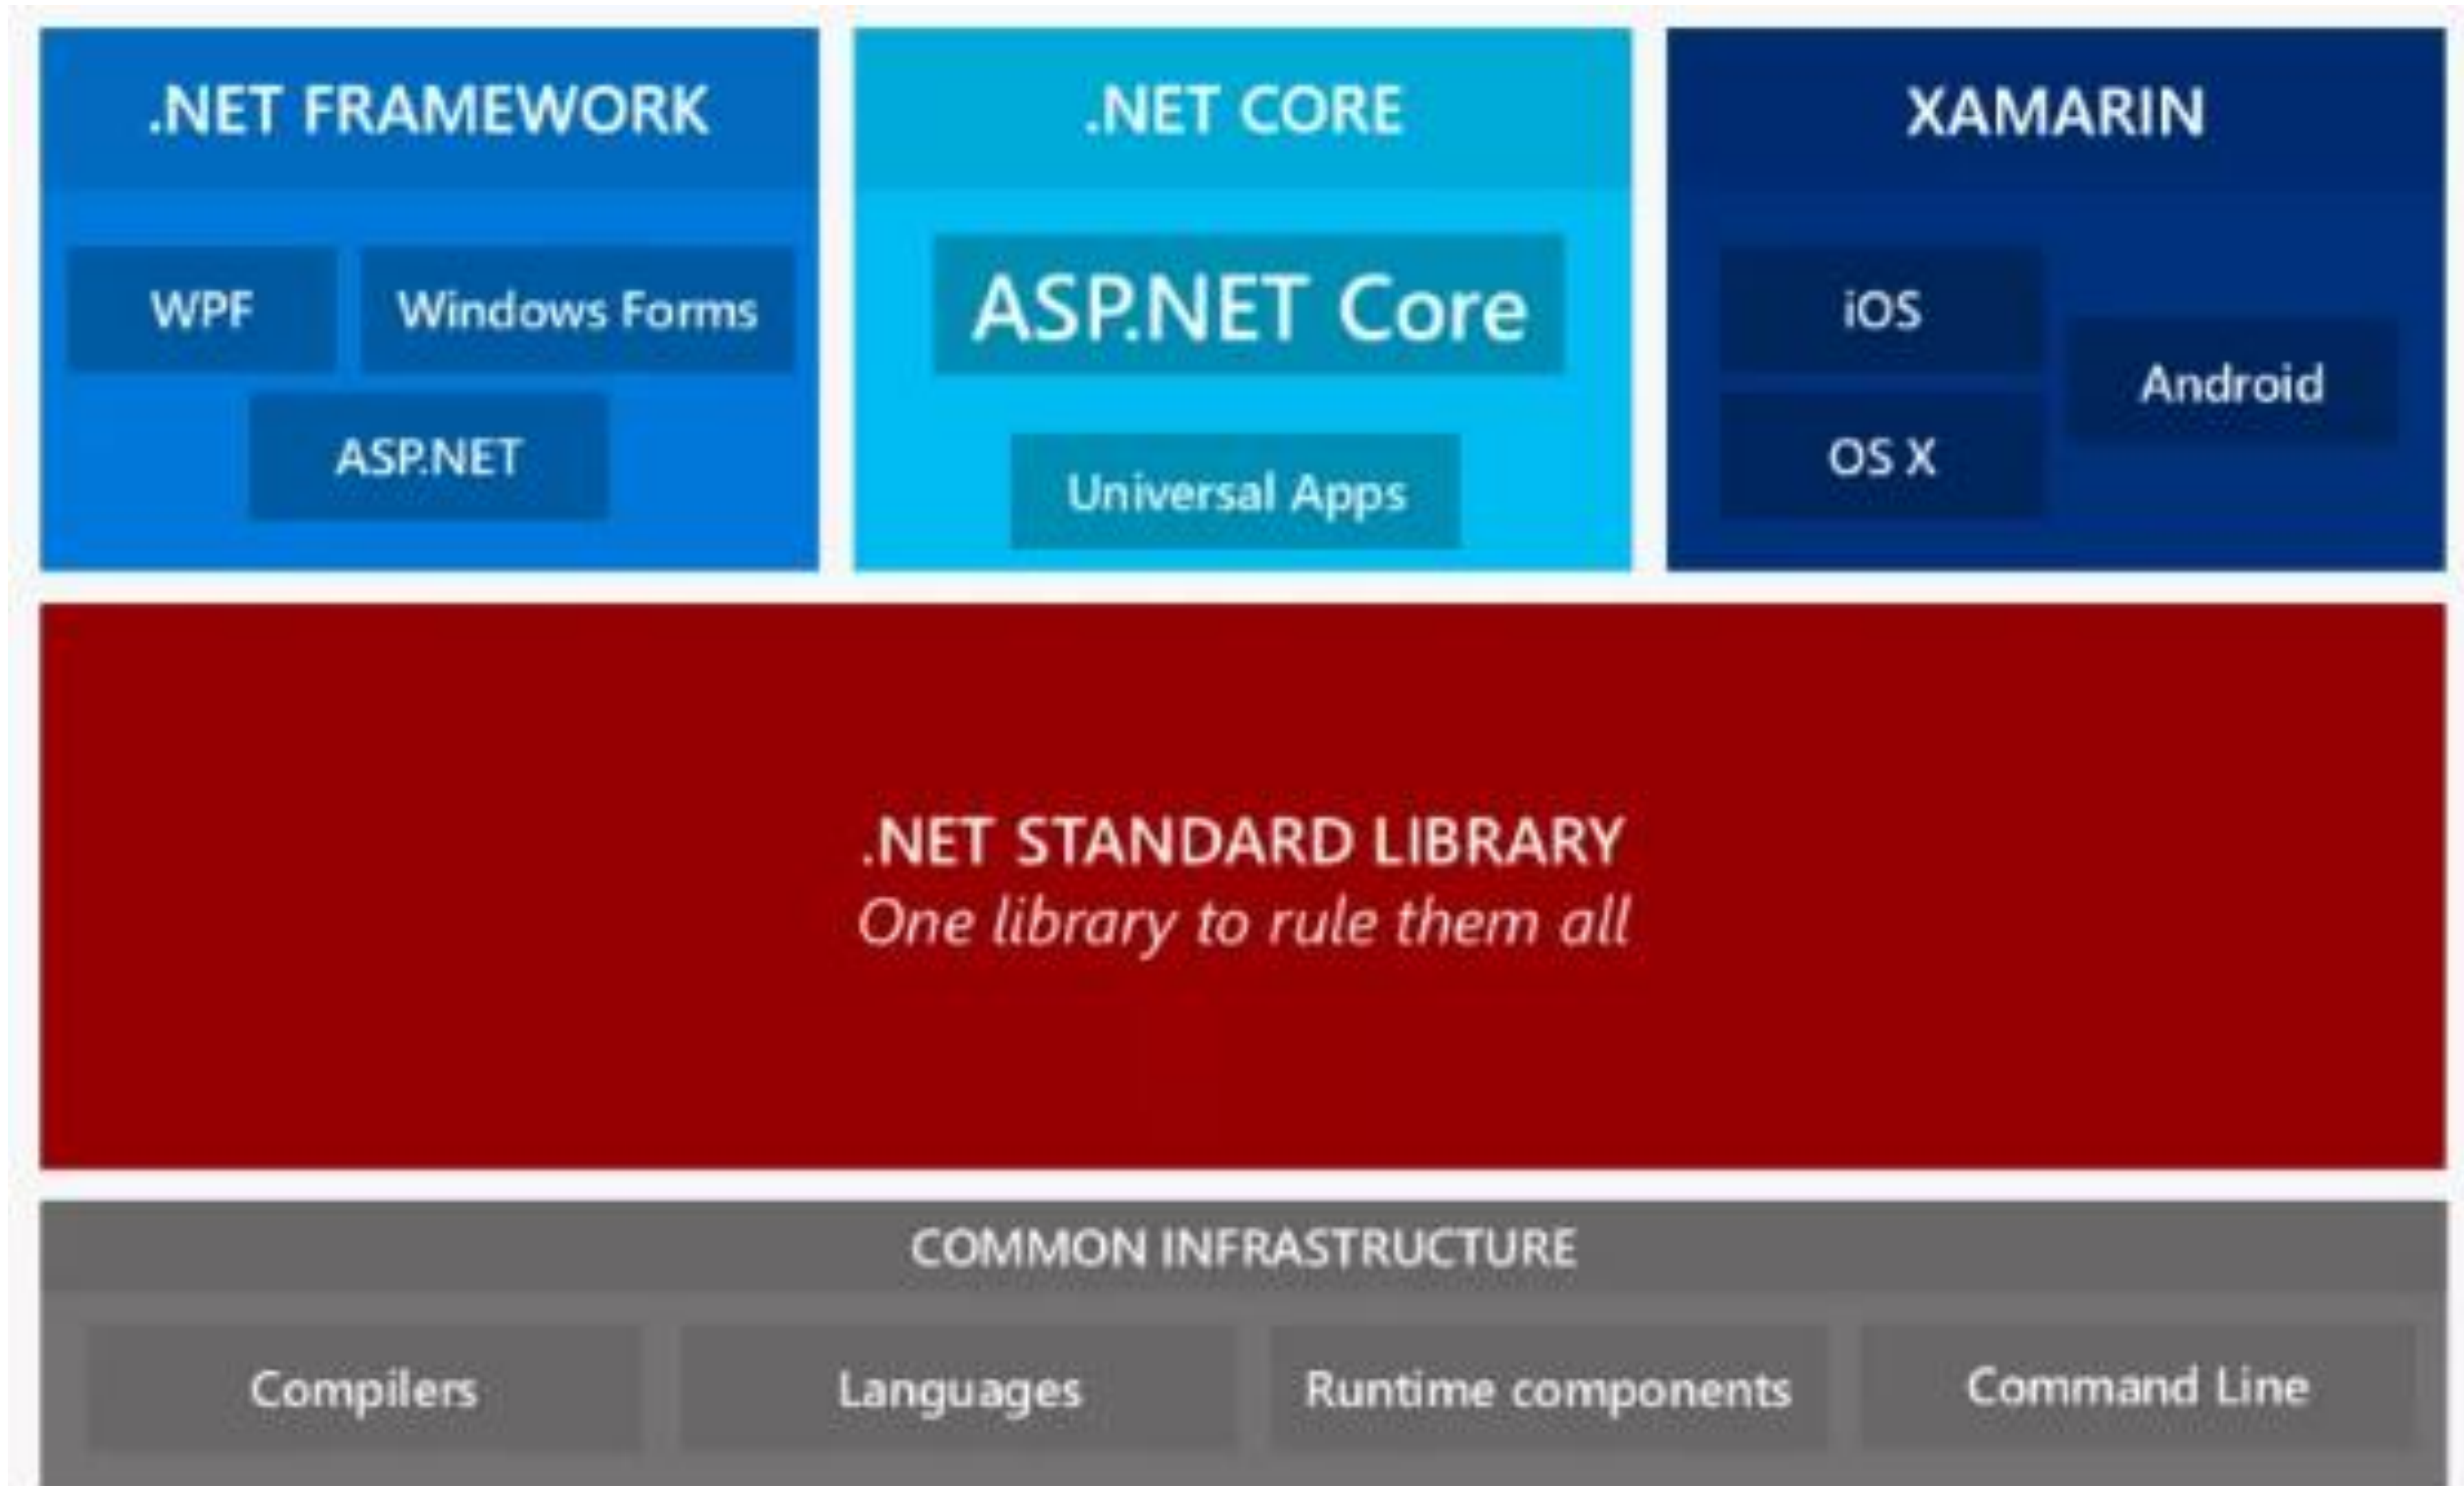 .NET FRAMEWORK
WPF
Windows Forms
ASP.NET
.NET CORE
ASP.NET Core
Universal Apps
XAMARIN
iOS
Android
OS X
.NET STANDARD LIBRARY
One library to rule them all
COMMON INFRASTRUCTURE
Compilers
Languages
Runtime components
Command Line